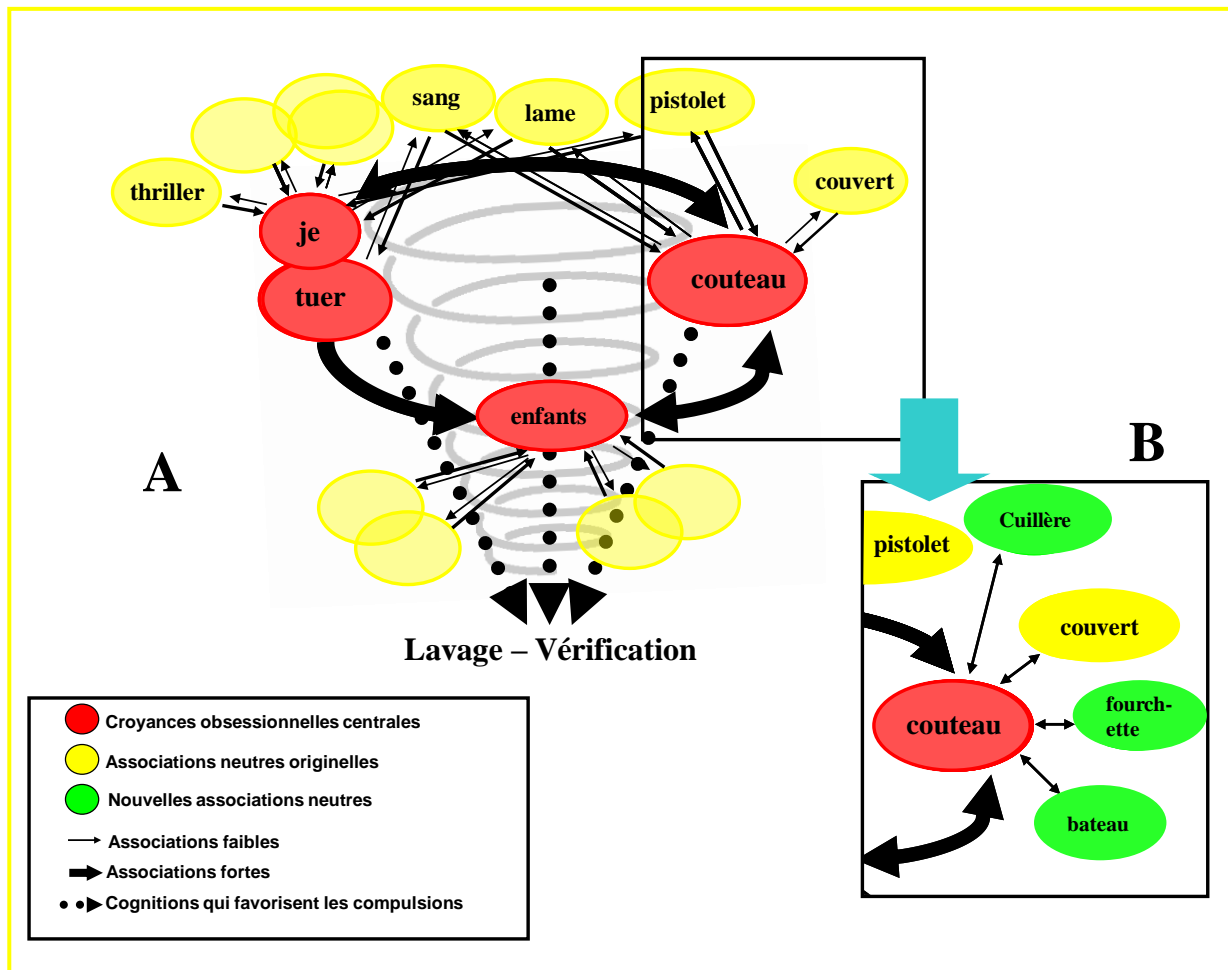 sang
lame
pistolet
thriller
couvert
je
tuer
couteau
enfants
A
B
Lavage – Vérification
Cuillère
pistolet
couvert
couteau
fourch-
ette
bateau
Croyances obsessionnelles centrales
Associations neutres originelles
Nouvelles associations neutres
Associations faibles
Associations fortes
Cognitions qui favorisent les compulsions